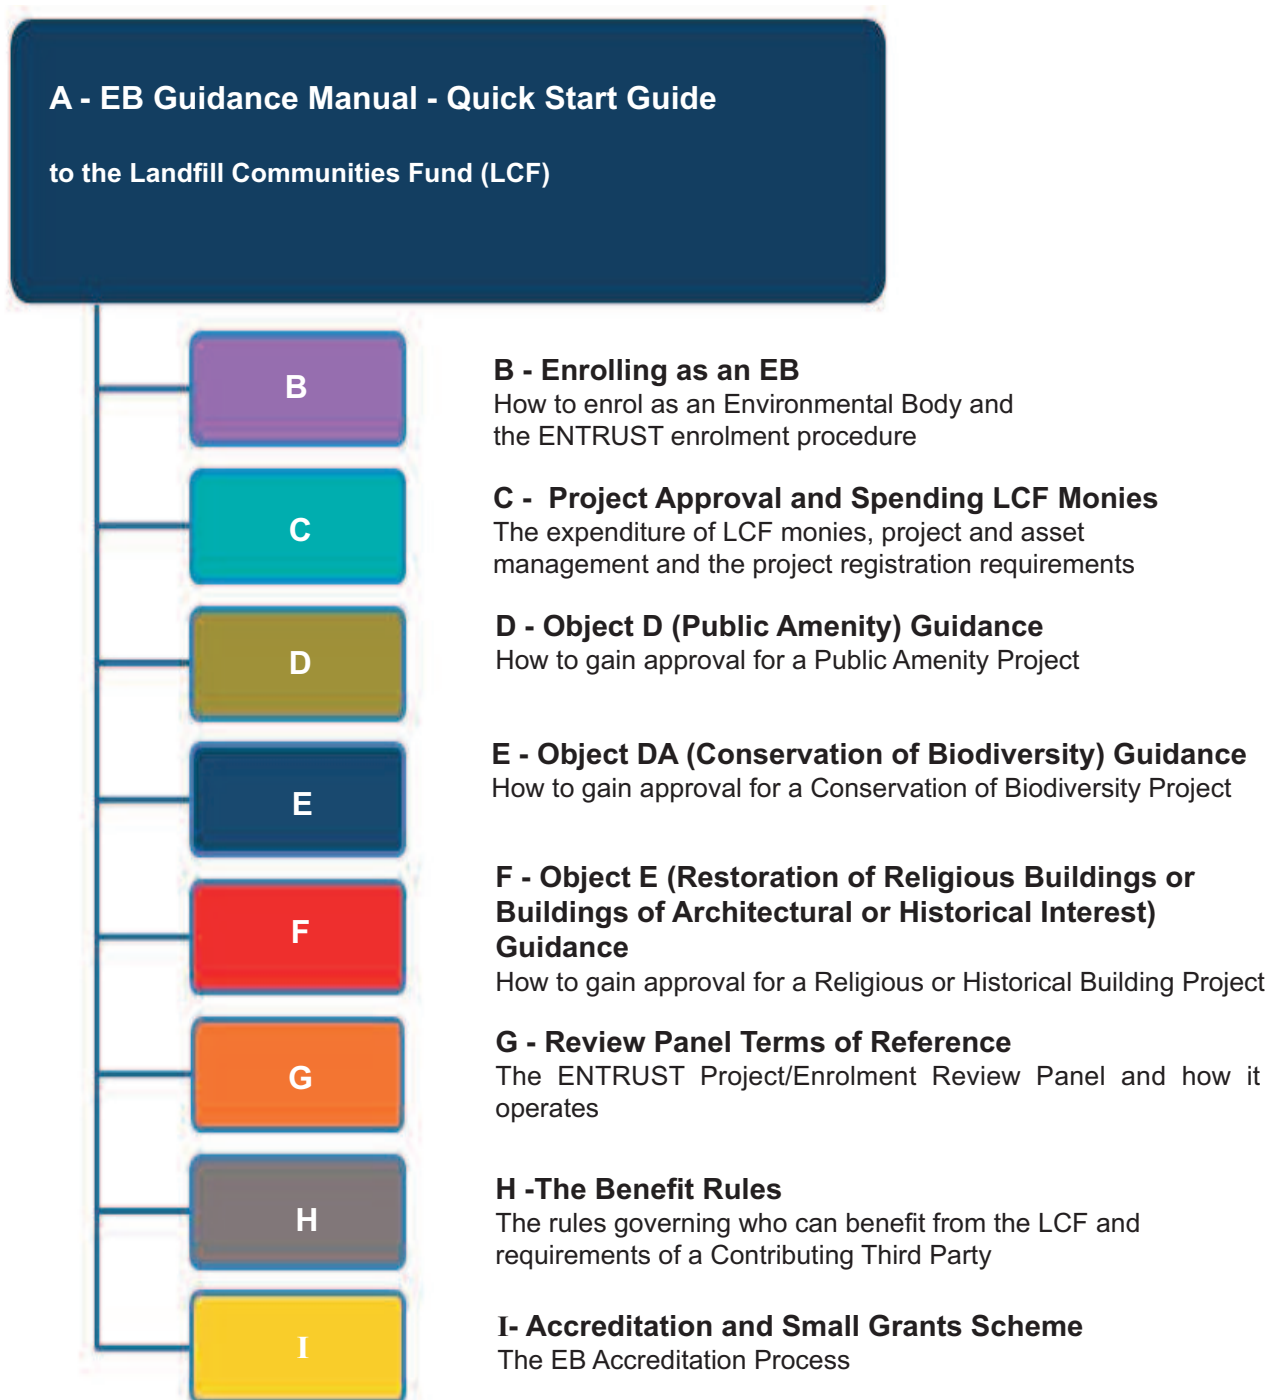 A - EB Guidance Manual - Quick Start Guide
to the Landfill Communities Fund (LCF)
B
B - Enrolling as an EB
How to enrol as an Environmental Body and
the ENTRUST enrolment procedure
C
C - Project Approval and Spending LCF Monies
The expenditure of LCF monies, project and asset
management and the project registration requirements
D
D - Object D (Public Amenity) Guidance
How to gain approval for a Public Amenity Project
E
E - Object DA (Conservation of Biodiversity) Guidance
How to gain approval for a Conservation of Biodiversity Project
F
F - Object E (Restoration of Religious Buildings or
Buildings of Architectural or Historical Interest)
Guidance
How to gain approval for a Religious or Historical Building Project
G
G - Review Panel Terms of Reference
The ENTRUST Project/Enrolment Review Panel and how it
operates
H
H -The Benefit Rules
The rules governing who can benefit from the LCF and
requirements of a Contributing Third Party
I
I- Accreditation and Small Grants Scheme
The EB Accreditation Process